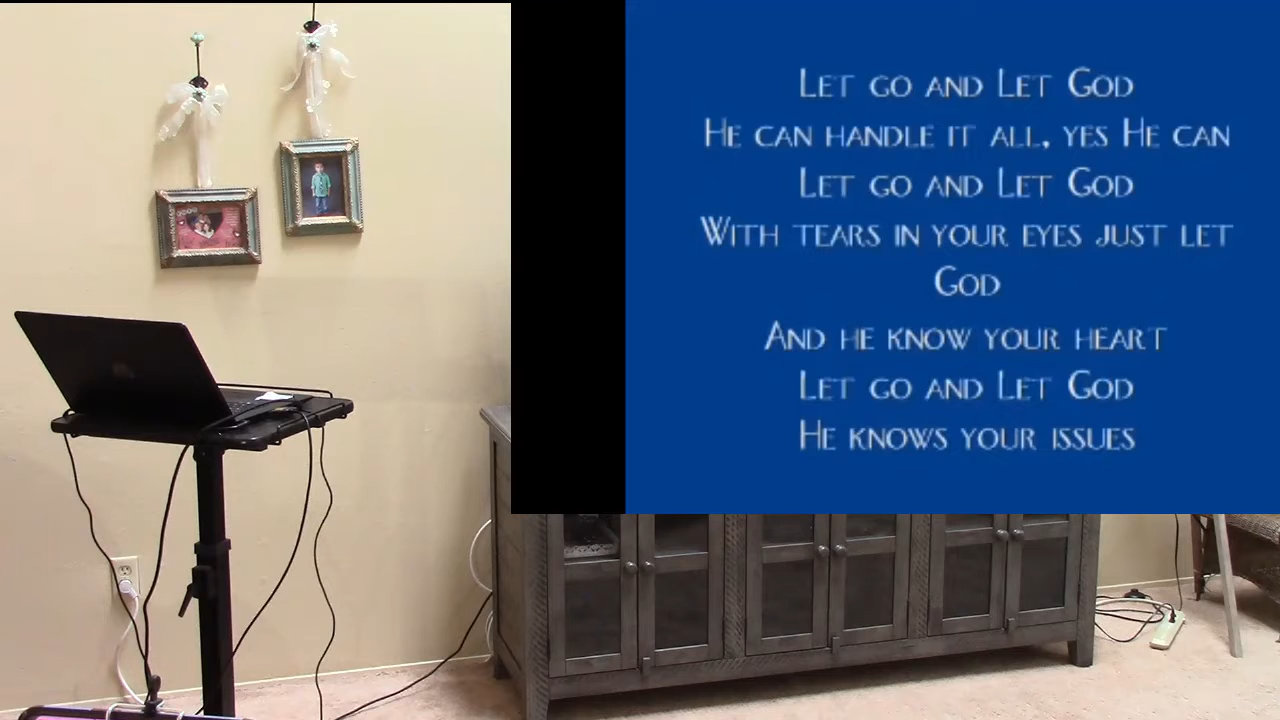 Let go and Let God
He can handle it all, yes He can
Let go and Let God
With tears in your eyes just let
God
And he know your heart
Let go and Let God
He knows your issues